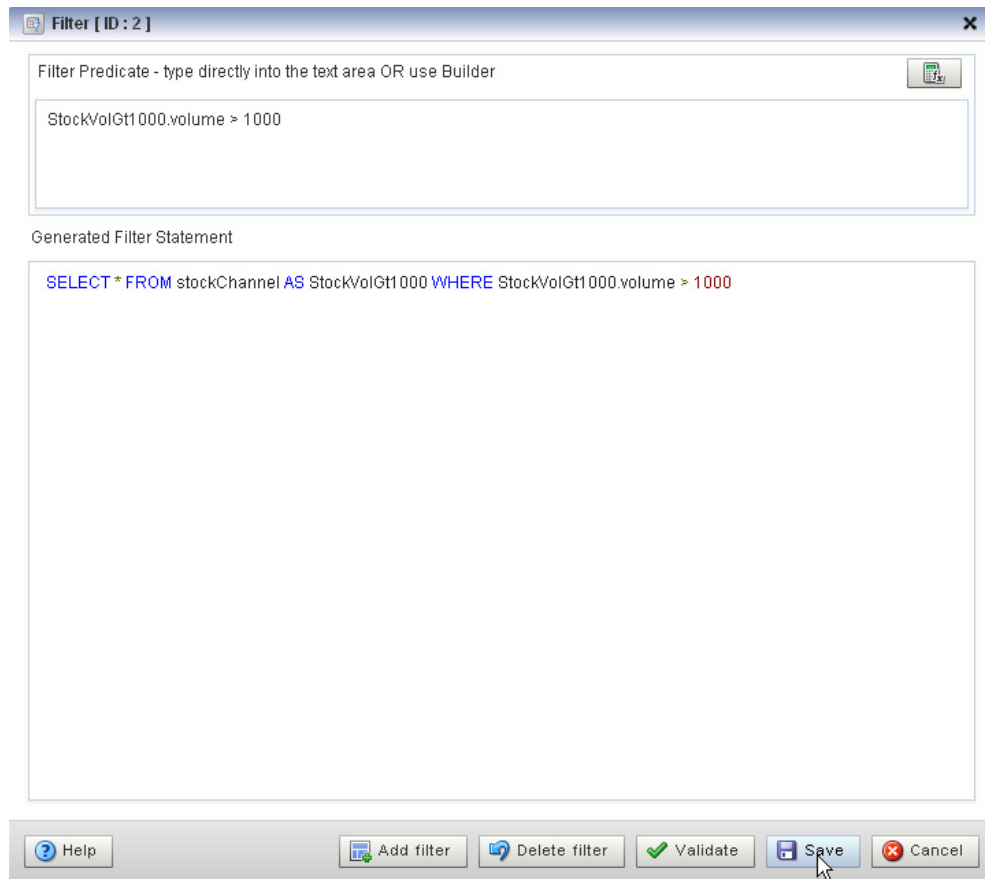 Filter [ ID : 2 ]
Filter Predicate - type directly into the text area OR use Builder
StockVolGt1000.volume > 1000
Generated Filter Statement
SELECT * FROM stockChannel AS StockVolGt1000 WHERE StockVolGt1000.volume > 1000
Help Add filter Delete filter Validate Save Cancel